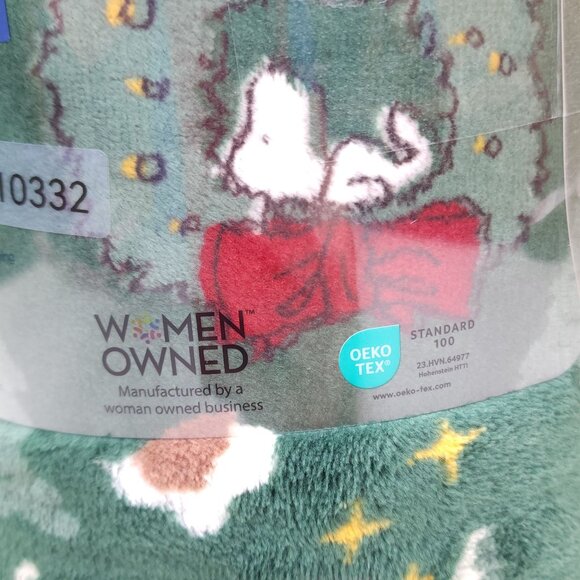 10332
WOMEN™
OWNED
Manufactured by a
woman owned business
OEKO
TEX®
STANDARD
100
23.HVN.64977
Hohenstein HTTI
www.oeko-tex.com